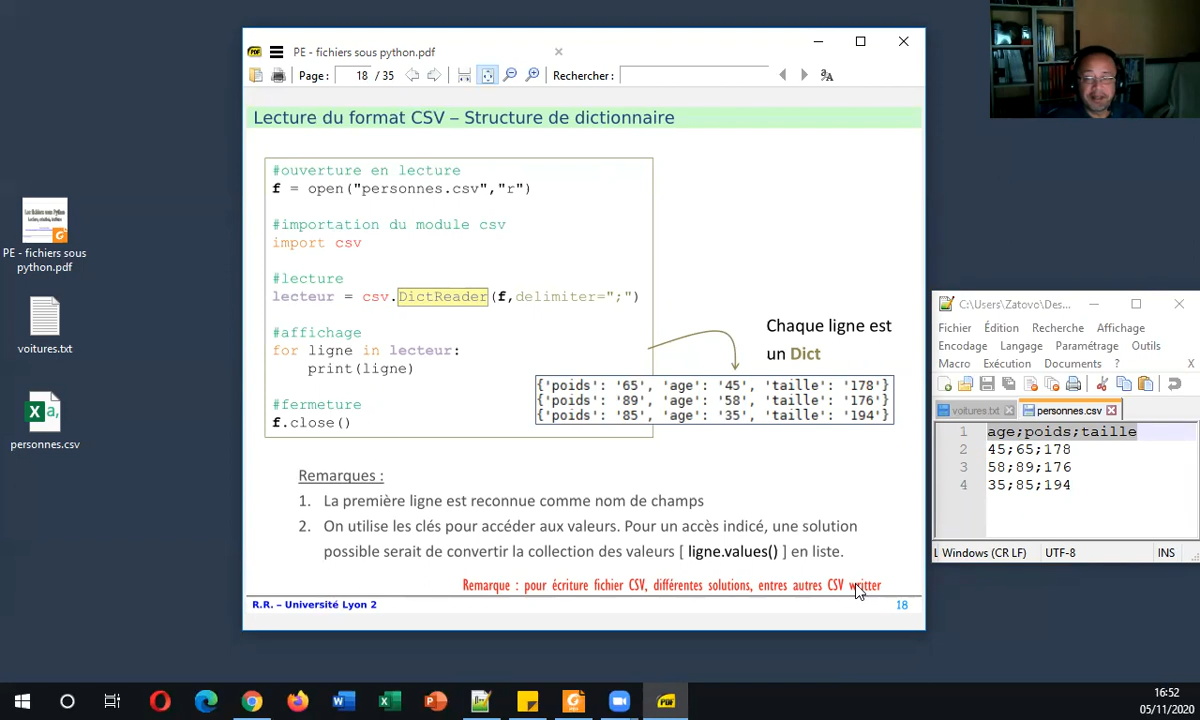 PE - fichiers sous python.pdf
Page: 18 / 35 Rechercher :
Lecture du format CSV – Structure de dictionnaire
#ouverture en lecture
f = open("personnes.csv","r")
#importation du module csv
import csv
#lecture
lecteur = csv.DictReader(f,delimiter=";")
#affichage
for ligne in lecteur:
print(ligne)
#fermeture
f.close()
Chaque ligne est
un Dict
{'poids': '65', 'age': '45', 'taille': '178'}
{'poids': '89', 'age': '58', 'taille': '176'}
{'poids': '85', 'age': '35', 'taille': '194'}
Remarques :
1. La première ligne est reconnue comme nom de champs
2. On utilise les clés pour accéder aux valeurs. Pour un accès indicé, une solution
possible serait de convertir la collection des valeurs [ ligne.values() ] en liste.
Remarque : pour écriture fichier CSV, différentes solutions, entres autres CSV writter
R.R. – Université Lyon 2
18
PE - fichiers sous
python.pdf
voitures.txt
personnes.csv
C:\Users\Zatovo\Des...
Fichier Édition Recherche Affichage
Encodage Langage Paramétrage Outils
Macro Exécution Documents ? X
voitures.txt personnes.csv
1 age;poids;taille
2 45;65;178
3 58;89;176
4 35;85;194
Windows (CR LF) UTF-8 INS
16:52
05/11/2020